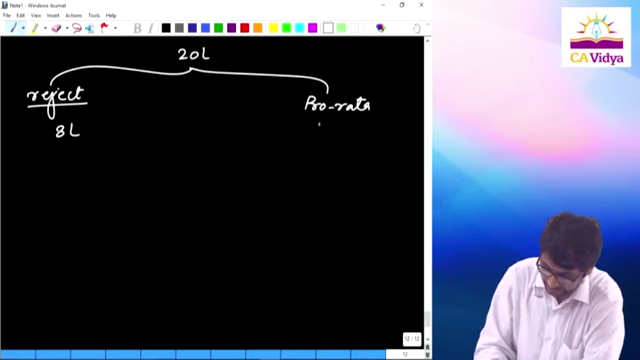 Note1 - Windows Journal
File Edit View Insert Actions Tools Help
B I
CA Vidya
20L
reject
Pro-rata
8L
12 / 12
12